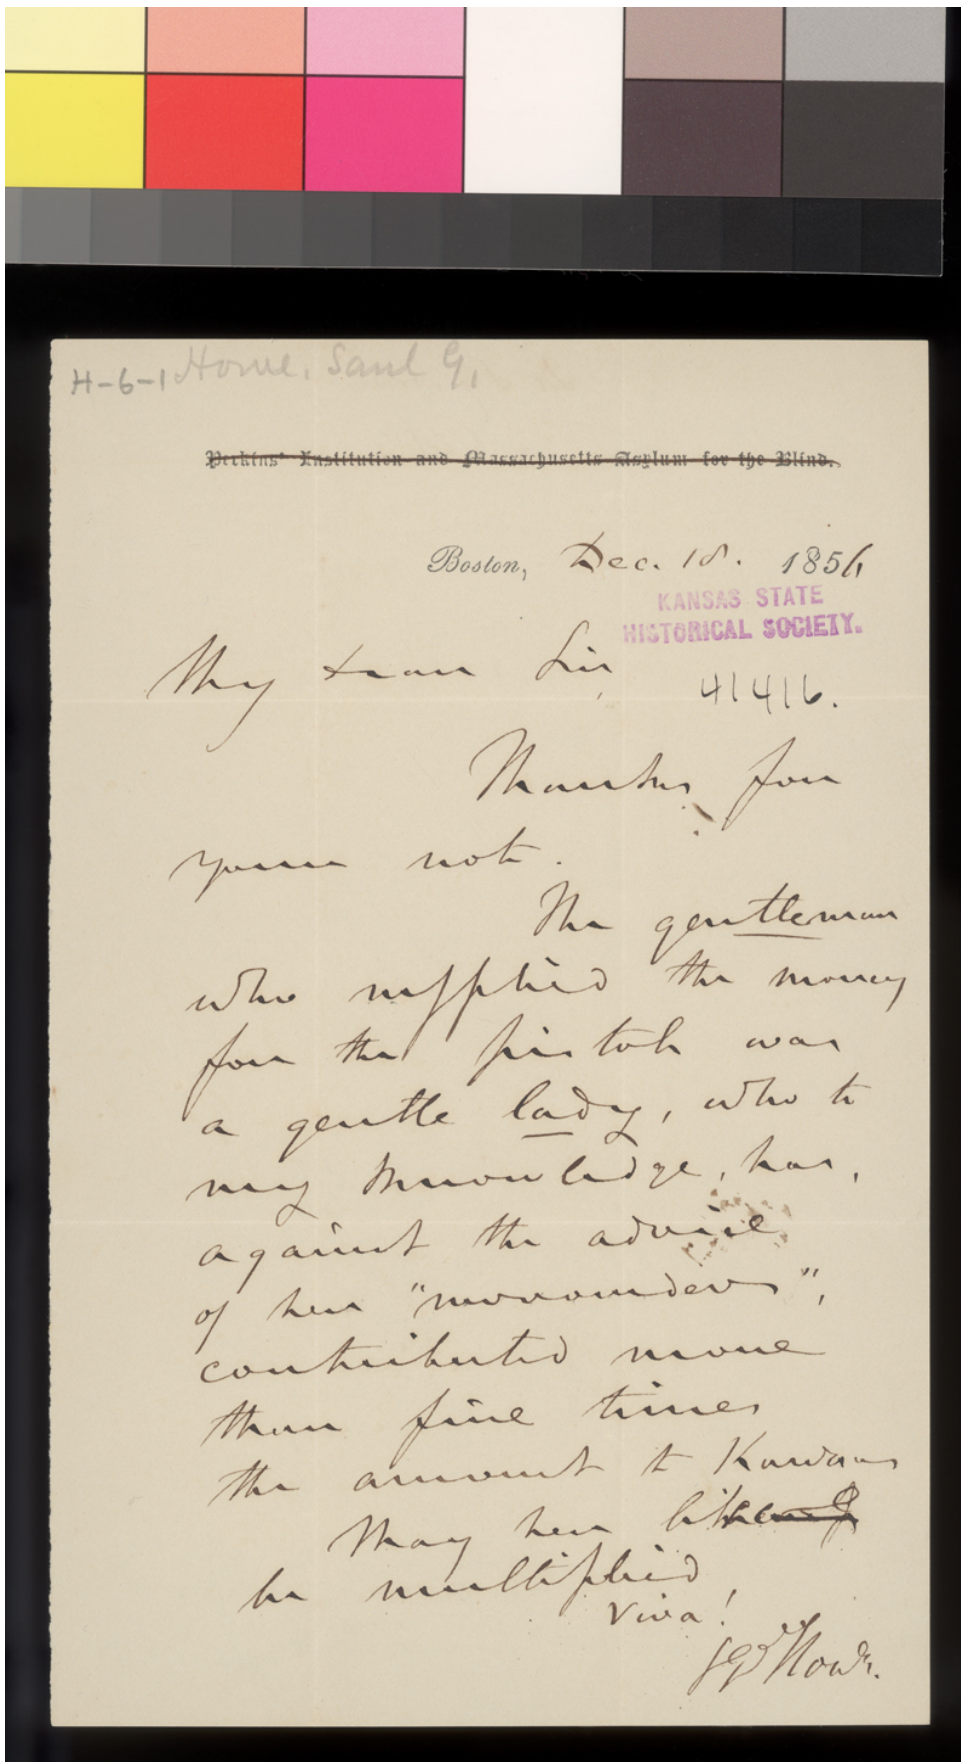 H-6-1 Howe, Saml G.
Perkins' Institution and Massachusetts Asylum for the Blind.
Boston, Dec. 18. 1856
KANSAS STATE
HISTORICAL SOCIETY.
My dear Sir,
41416.
Thanks for
your note.
The gentleman
who supplied the money
for the pistols was
a gentle lady, who to
my knowledge, has,
against the advice
of her "surrounders",
contributed more
than five times
the amount to Kansas
May her like
be multiplied
Viva!
S G Howe.